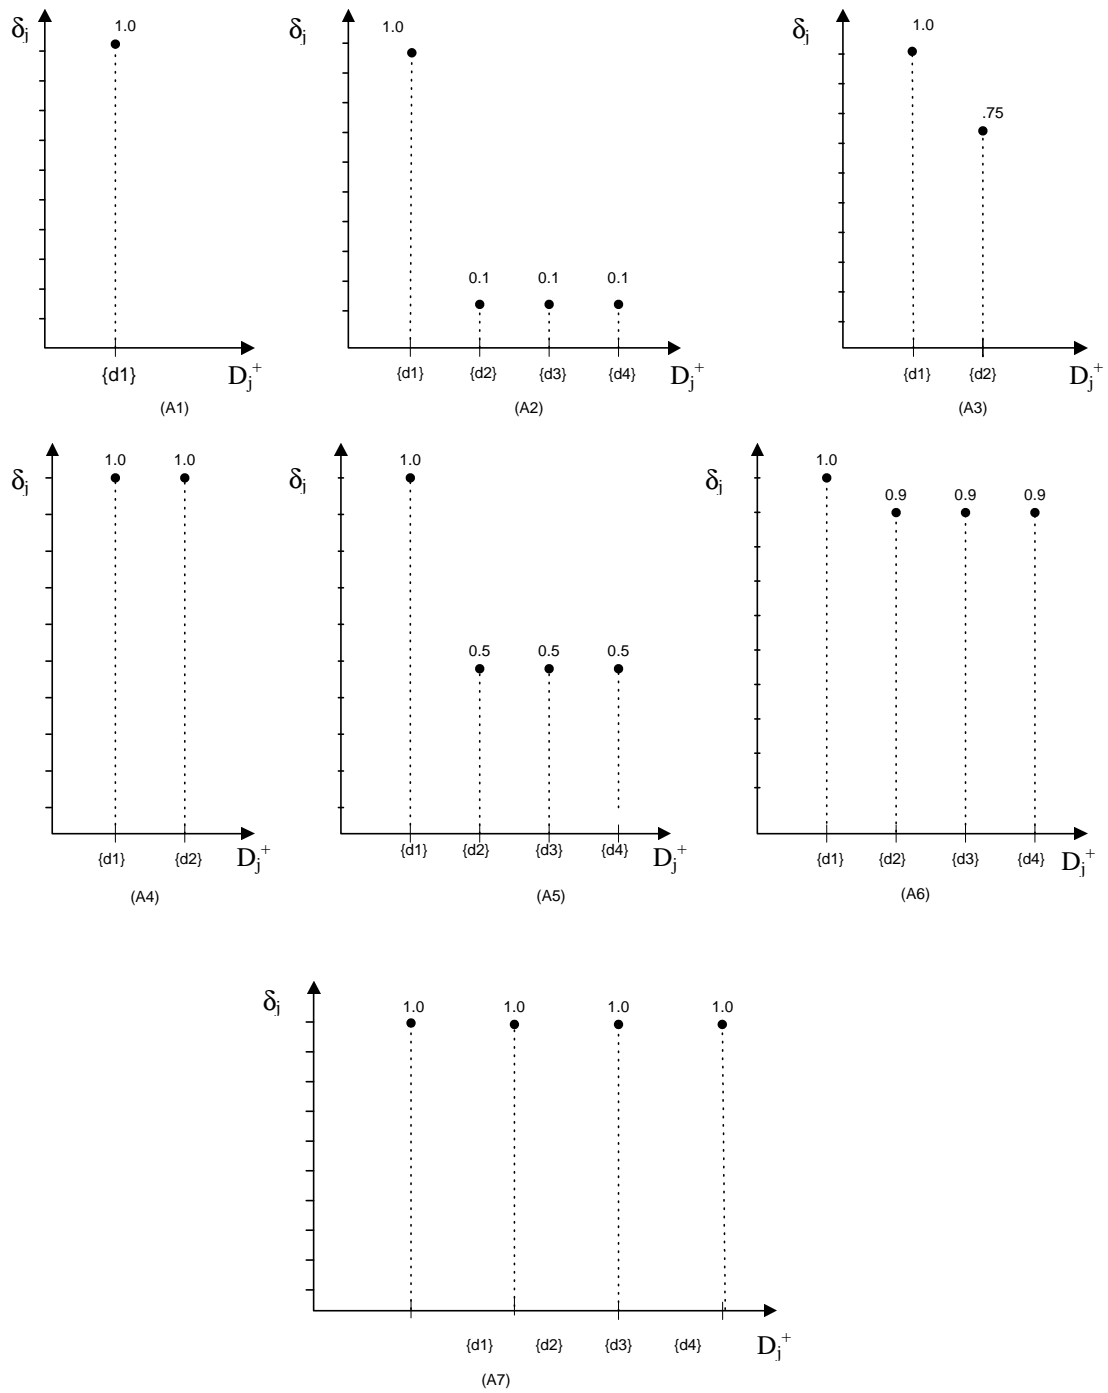 δj 1.0
{d1} Dj+
(A1)
δj 1.0
0.1 0.1 0.1
{d1} {d2} {d3} {d4} Dj+
(A2)
δj 1.0
.75
{d1} {d2} Dj+
(A3)
δj 1.0 1.0
{d1} {d2} Dj+
(A4)
δj 1.0
0.5 0.5 0.5
{d1} {d2} {d3} {d4} Dj+
(A5)
δj 1.0
0.9 0.9 0.9
{d1} {d2} {d3} {d4} Dj+
(A6)
δj 1.0 1.0 1.0 1.0
{d1} {d2} {d3} {d4} Dj+
(A7)